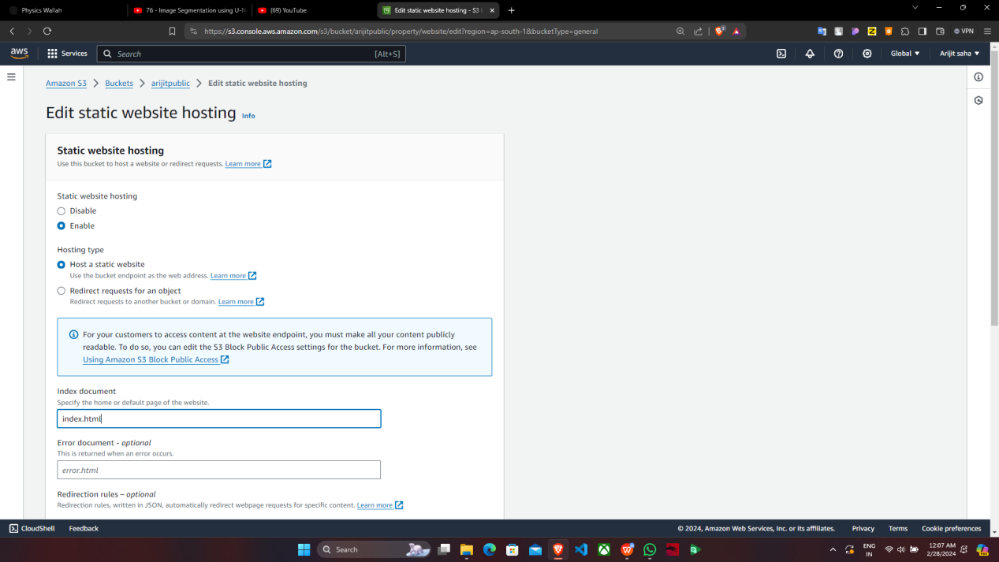 Physics Wallah
76 - Image Segmentation using U-N
(69) YouTube
Edit static website hosting - S3 b
https://s3.console.aws.amazon.com/s3/bucket/arijitpublic/property/website/edit?region=ap-south-1&bucketType=general
VPN
aws
Services
Search
[Alt+S]
Global
Arijit saha
Amazon S3
Buckets
arijitpublic
Edit static website hosting
Edit static website hosting Info
Static website hosting
Use this bucket to host a website or redirect requests. Learn more
Static website hosting
Disable
Enable
Hosting type
Host a static website
Use the bucket endpoint as the web address. Learn more
Redirect requests for an object
Redirect requests to another bucket or domain. Learn more
For your customers to access content at the website endpoint, you must make all your content publicly
readable. To do so, you can edit the S3 Block Public Access settings for the bucket. For more information, see
Using Amazon S3 Block Public Access
Index document
Specify the home or default page of the website.
index.html
Error document - optional
This is returned when an error occurs.
error.html
Redirection rules – optional
Redirection rules, written in JSON, automatically redirect webpage requests for specific content. Learn more
CloudShell
Feedback
© 2024, Amazon Web Services, Inc. or its affiliates.
Privacy
Terms
Cookie preferences
Search
ENG
IN
12:07 AM
2/28/2024